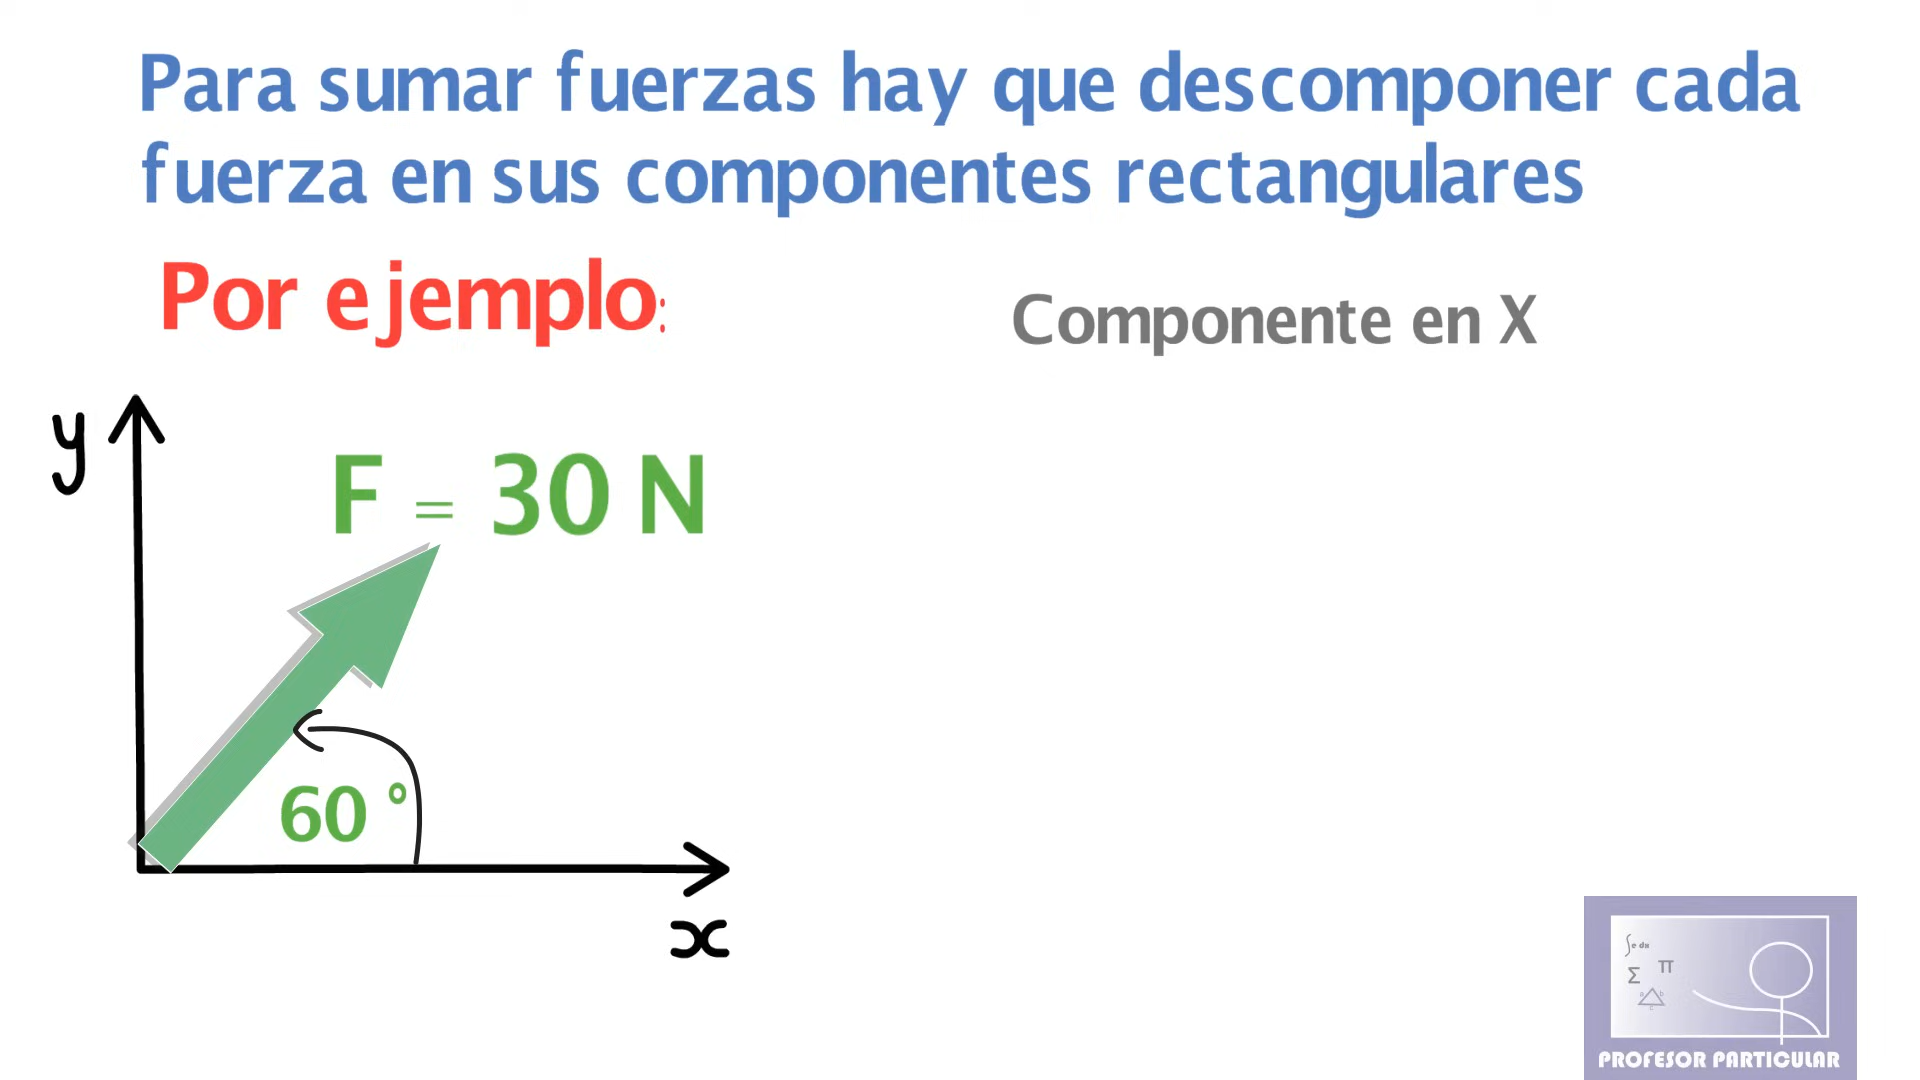 Para sumar fuerzas hay que descomponer cada
fuerza en sus componentes rectangulares
Por ejemplo:
Componente en X
y
F = 30 N
60 °
x
∫e dx
Σ π
a b
c
PROFESOR PARTICULAR